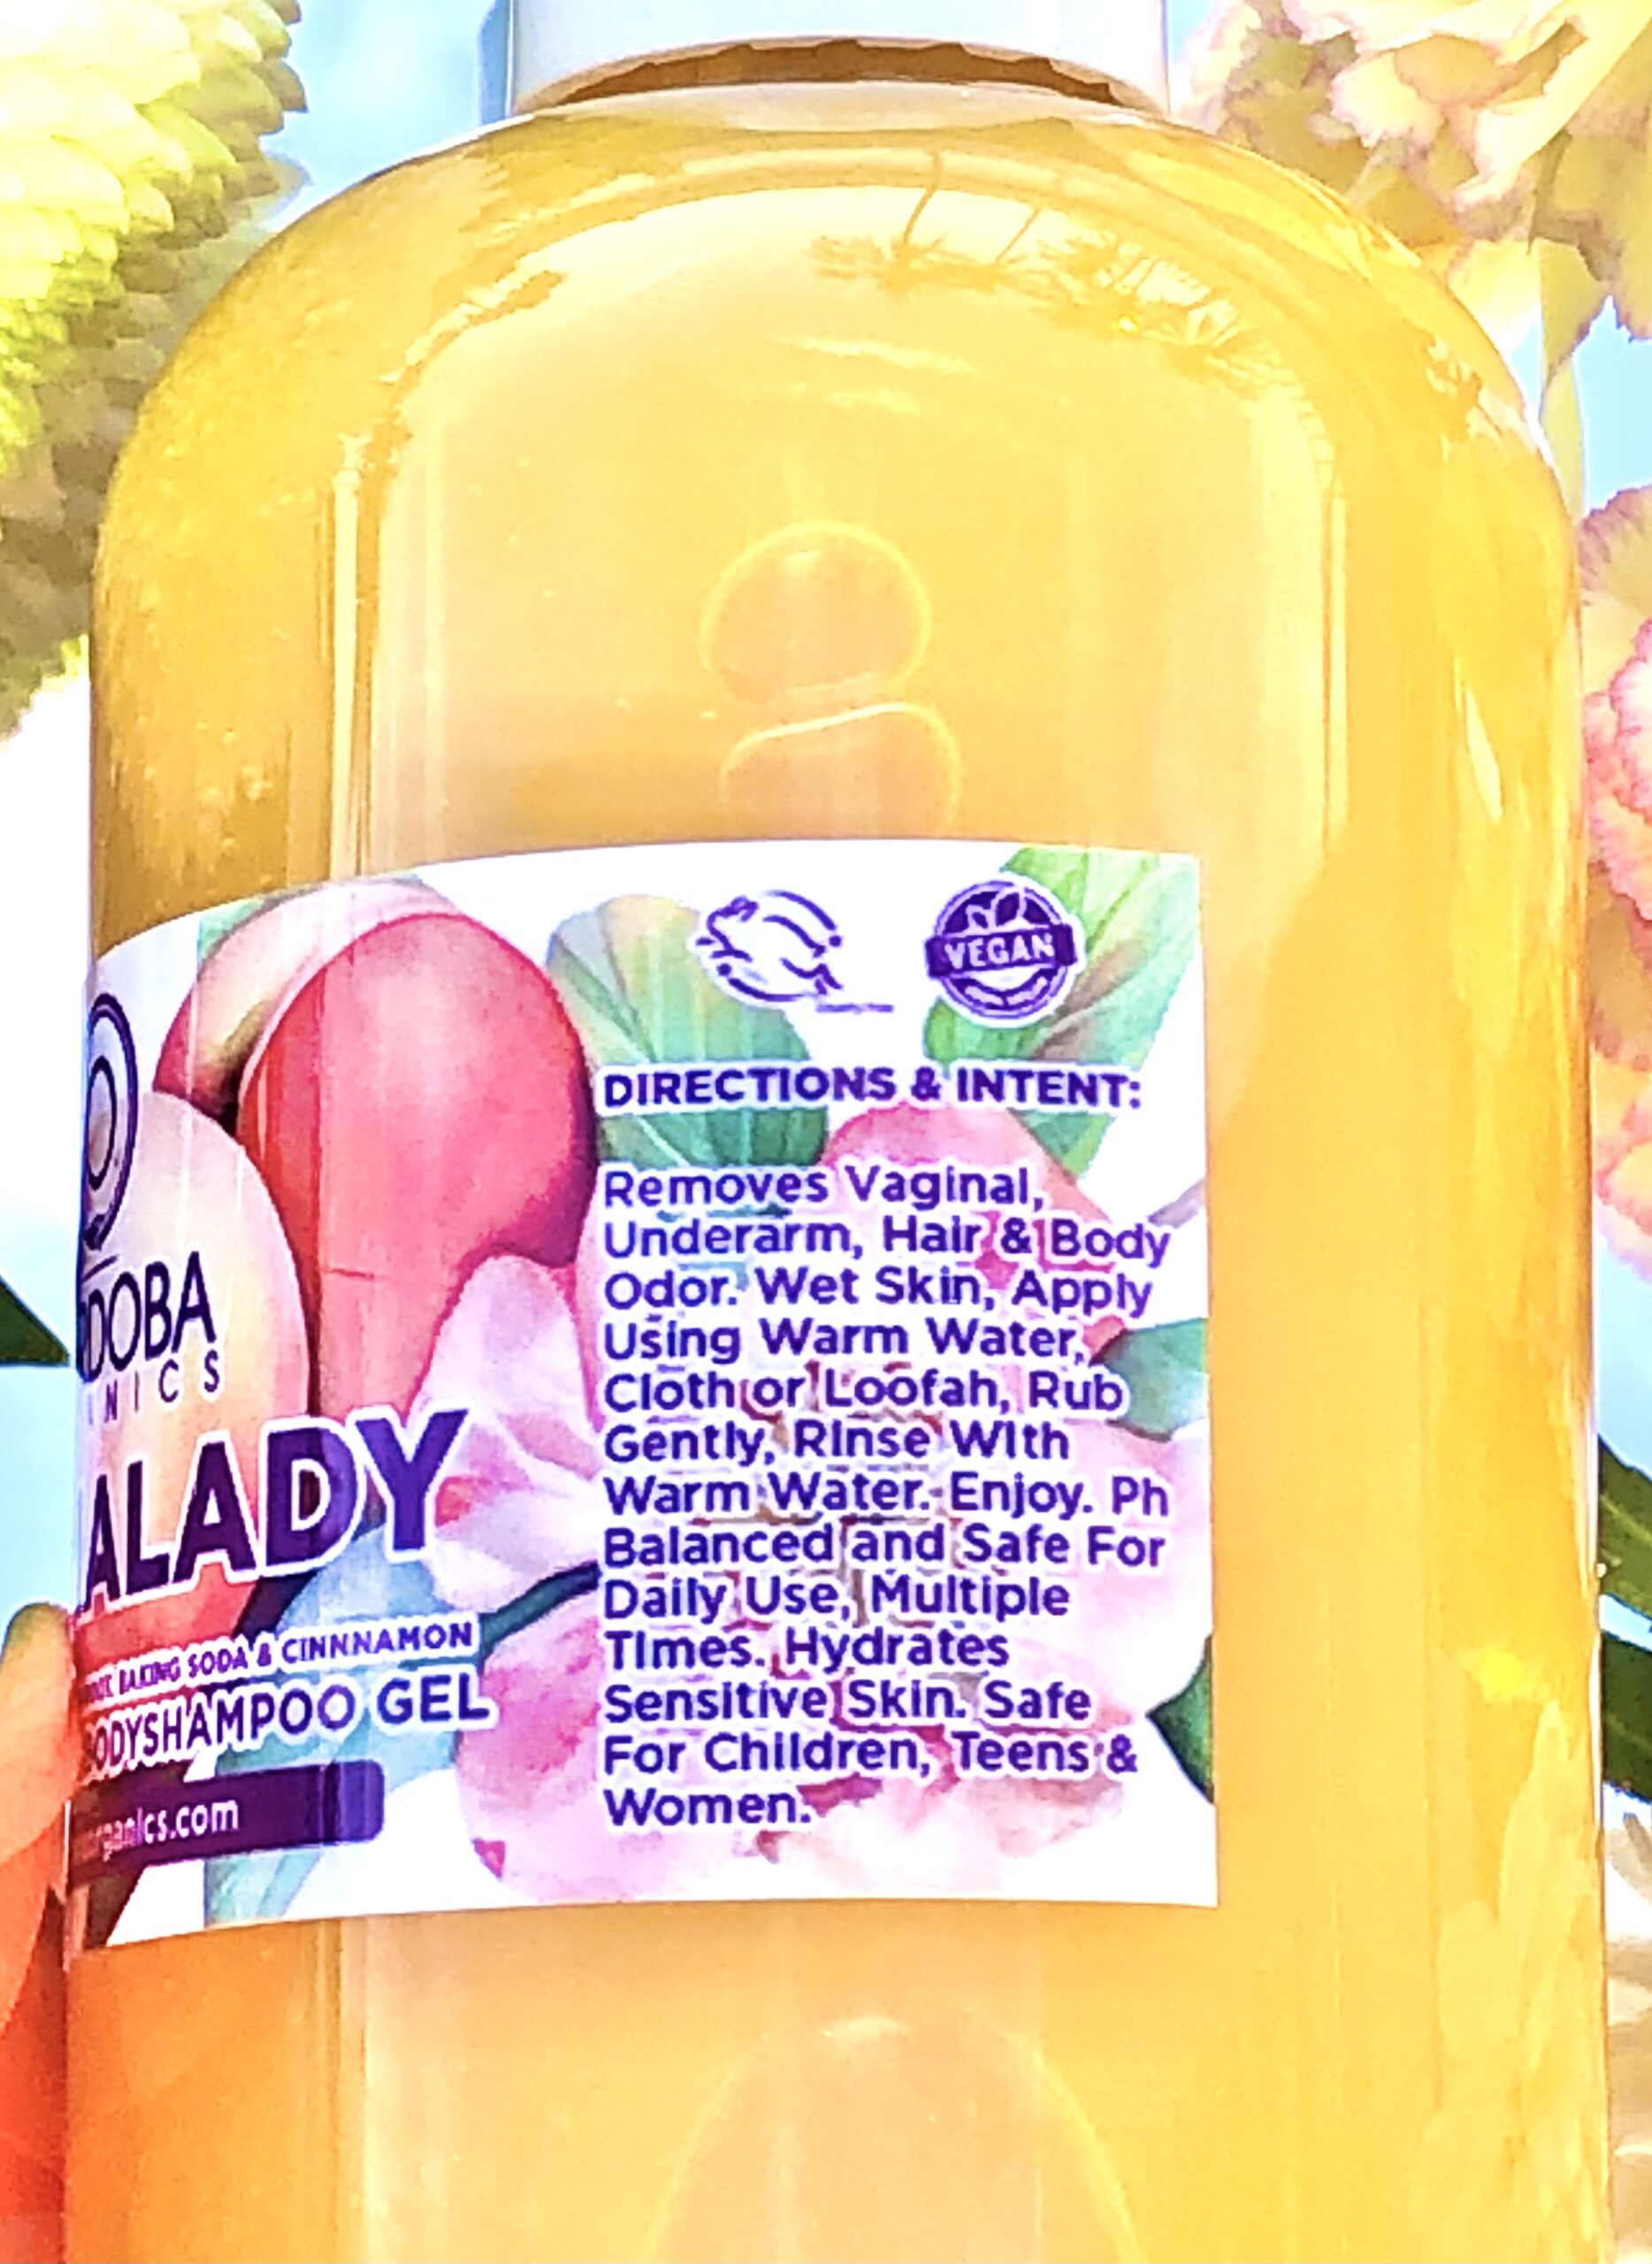 VEGAN
DIRECTIONS & INTENT:
Removes Vaginal,
Underarm, Hair & Body
Odor. Wet Skin, Apply
Using Warm Water,
Cloth or Loofah, Rub
Gently, RInse WIth
Warm Water. Enjoy. Ph
Balanced and Safe For
Daily Use, Multiple
TImes. Hydrates
Sensitive Skin. Safe
For Children, Teens &
Women.
DOBA
NICS
ALADY
BAKING SODA & CINNNAMON
BODYSHAMPOO GEL
organics.com